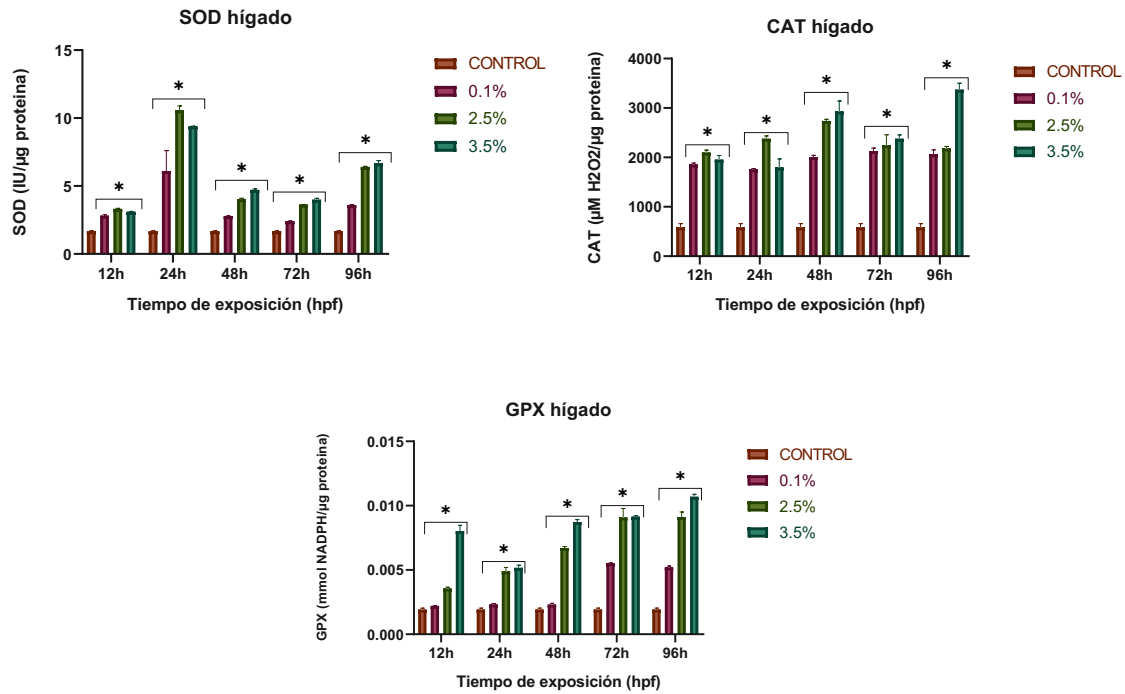 SOD hígado
SOD (IU/µg proteina)
15
10
5
0
*
*
*
*
*
12h 24h 48h 72h 96h
Tiempo de exposición (hpf)
CONTROL
0.1%
2.5%
3.5%
CAT hígado
CAT (µM H2O2/µg proteina)
4000
3000
2000
1000
0
*
*
*
*
*
12h 24h 48h 72h 96h
Tiempo de exposición (hpf)
CONTROL
0.1%
2.5%
3.5%
GPX hígado
GPX (mmol NADPH/µg proteina)
0.015
0.010
0.005
0.000
*
*
*
*
*
12h 24h 48h 72h 96h
Tiempo de exposición (hpf)
CONTROL
0.1%
2.5%
3.5%